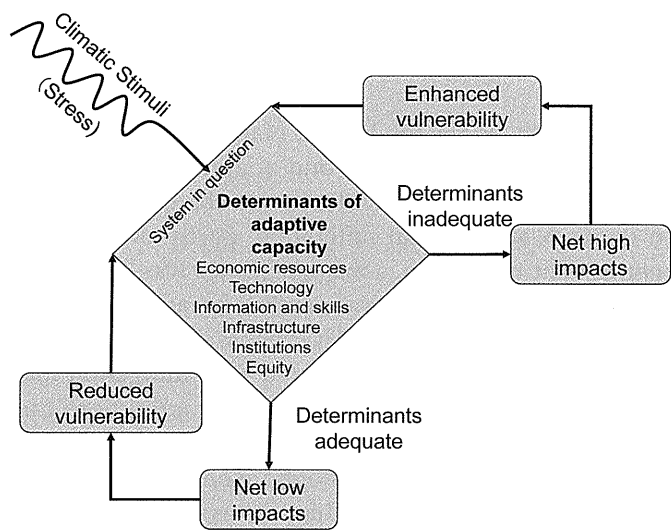 Climatic Stimuli
(Stress)
Enhanced
vulnerability
System in question
Determinants of
adaptive
capacity
Economic resources
Technology
Information and skills
Infrastructure
Institutions
Equity
Determinants
inadequate
Net high
impacts
Reduced
vulnerability
Determinants
adequate
Net low
impacts